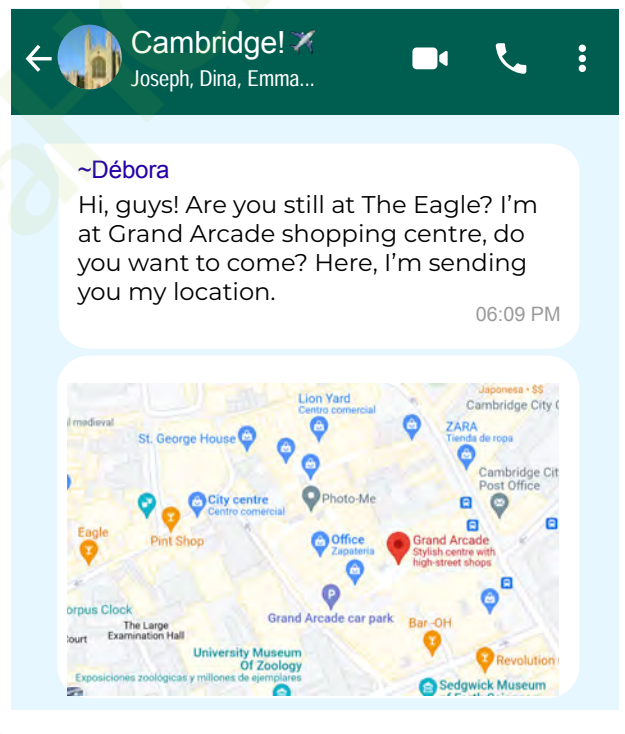 Cambridge!
Joseph, Dina, Emma...
~Débora
Hi, guys! Are you still at The Eagle? I'm
at Grand Arcade shopping centre, do
you want to come? Here, I'm sending
you my location.
06:09 PM
Japonesa • $$
Lion Yard
Centro comercial
Cambridge City
medieval
ZARA
Tienda de ropa
St. George House
Cambridge Cit
Post Office
City centre
Centro comercial
Photo-Me
Eagle
Pint Shop
Office
Zapatería
Grand Arcade
Stylish centre with
high-street shops
P
orpus Clock
Grand Arcade car park
Bar-OH
The Large
Examination Hall
ourt
University Museum
Of Zoology
Exposiciones zoológicas y millones de ejemplares
Revolution
Sedgwick Museum